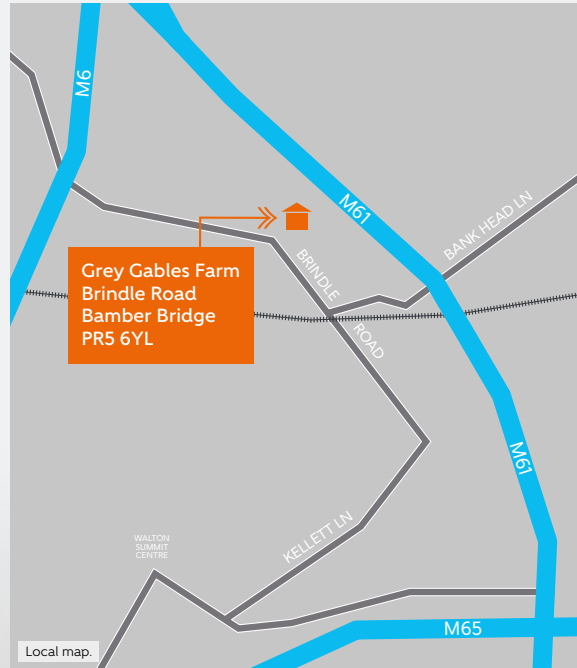 M6
M61
BANK HEAD LN
Grey Gables Farm
Brindle Road
Bamber Bridge
PR5 6YL
BRINDLE
ROAD
M61
KELLETT LN
WALTON
SUMMIT
CENTRE
M65
Local map.